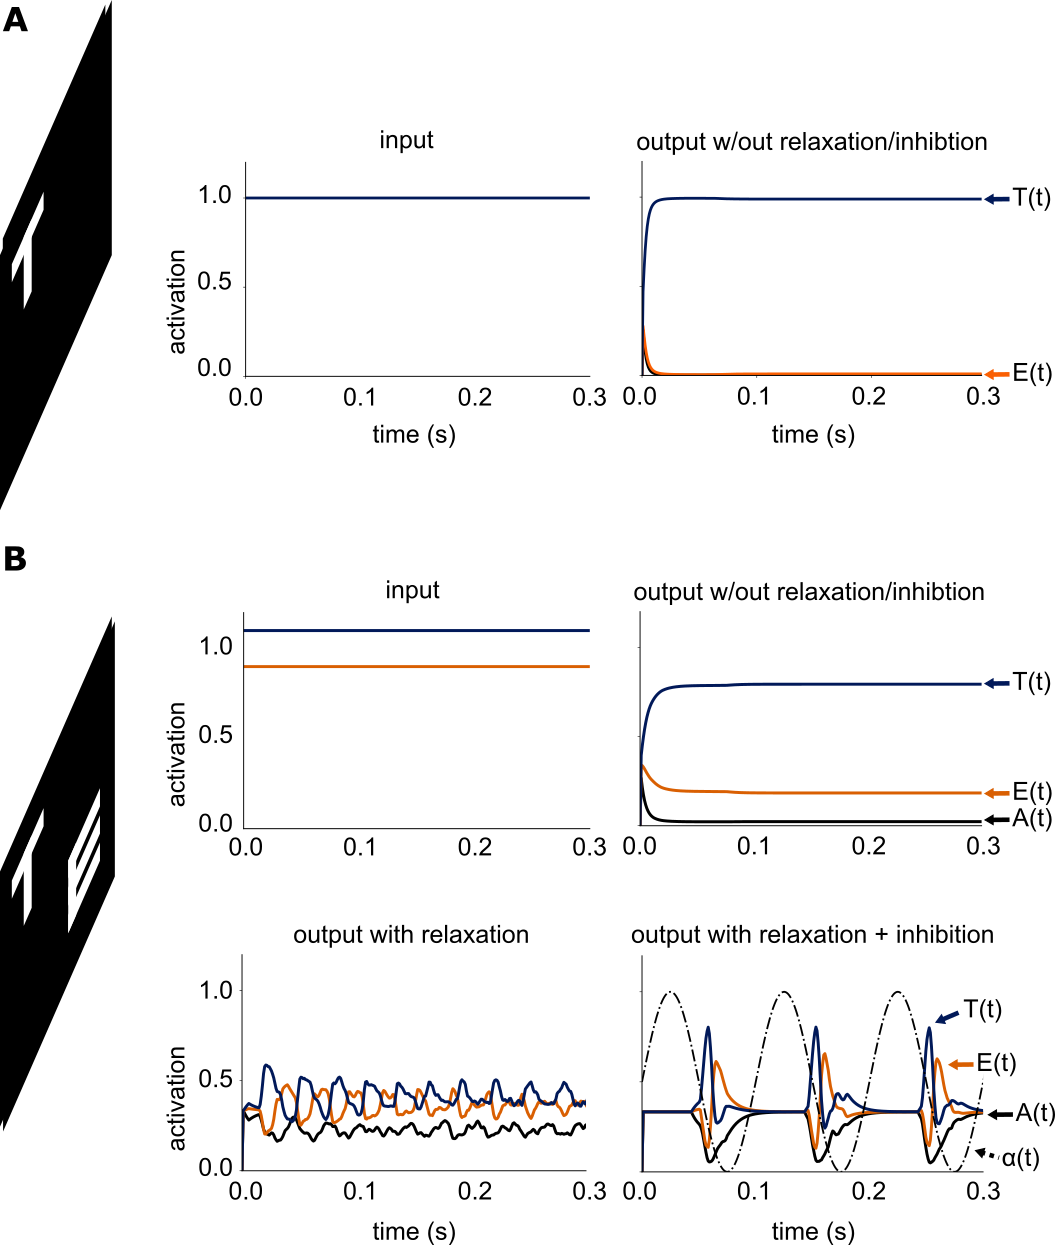 A
input
output w/out relaxation/inhibtion
1.0
0.5
0.0
activation
0.0 0.1 0.2 0.3
time (s)
T(t)
E(t)
0.0 0.1 0.2 0.3
time (s)
T
B
input
output w/out relaxation/inhibtion
1.0
0.5
0.0
activation
0.0 0.1 0.2 0.3
T(t)
E(t)
A(t)
0.0 0.1 0.2 0.3
T E
output with relaxation
output with relaxation + inhibition
1.0
0.5
0.0
activation
0.0 0.1 0.2 0.3
time (s)
T(t)
E(t)
A(t)
α(t)
0.0 0.1 0.2 0.3
time (s)